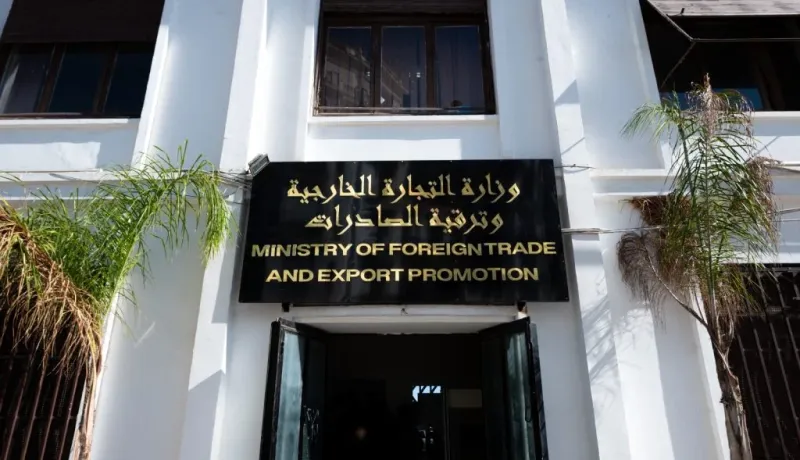 وزارة التجارة الخارجية
وترقية الصادرات
MINISTRY OF FOREIGN TRADE
AND EXPORT PROMOTION